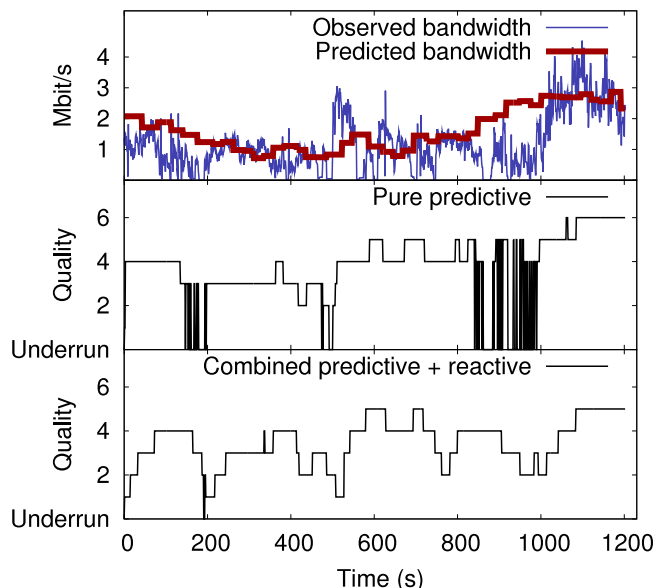 Observed bandwidth
Predicted bandwidth
Mbit/s
4
3
2
1
Pure predictive
Quality
6
4
2
Underrun
Combined predictive + reactive
Quality
6
4
2
Underrun
0 200 400 600 800 1000 1200
Time (s)